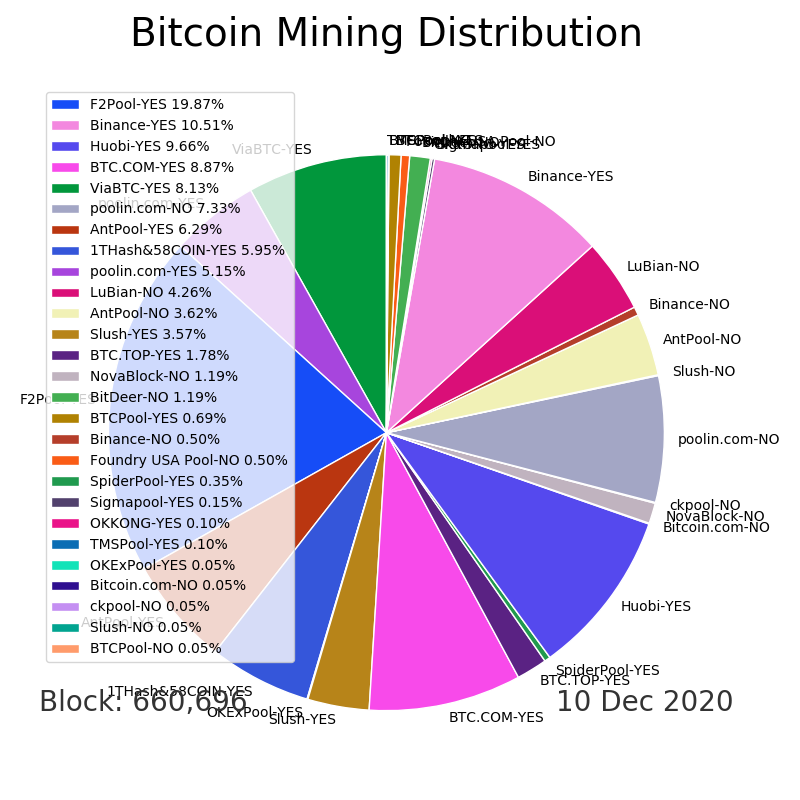 Bitcoin Mining Distribution
F2Pool-YES 19.87%
Binance-YES 10.51%
Huobi-YES 9.66%
BTC.COM-YES 8.87%
ViaBTC-YES 8.13%
poolin.com-NO 7.33%
AntPool-YES 6.29%
1THash&58COIN-YES 5.95%
poolin.com-YES 5.15%
LuBian-NO 4.26%
AntPool-NO 3.62%
Slush-YES 3.57%
BTC.TOP-YES 1.78%
NovaBlock-NO 1.19%
BitDeer-NO 1.19%
BTCPool-YES 0.69%
Binance-NO 0.50%
Foundry USA Pool-NO 0.50%
SpiderPool-YES 0.35%
Sigmapool-YES 0.15%
OKKONG-YES 0.10%
TMSPool-YES 0.10%
OKExPool-YES 0.05%
Bitcoin.com-NO 0.05%
ckpool-NO 0.05%
Slush-NO 0.05%
BTCPool-NO 0.05%
ViaBTC-YES
poolin.com-YES
F2Pool-YES
AntPool-YES
1THash&58COIN-YES
OKExPool-YES
Slush-YES
BTC.COM-YES
BTC.TOP-YES
SpiderPool-YES
Huobi-YES
Bitcoin.com-NO
NovaBlock-NO
ckpool-NO
poolin.com-NO
Slush-NO
AntPool-NO
Binance-NO
LuBian-NO
Binance-YES
Block: 660,696
10 Dec 2020